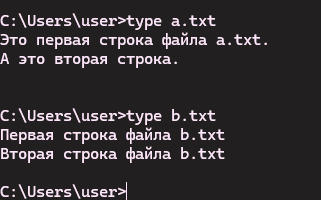 C:\Users\user>type a.txt
Это первая строка файла a.txt.
А это вторая строка.
C:\Users\user>type b.txt
Первая строка файла b.txt
Вторая строка файла b.txt
C:\Users\user>